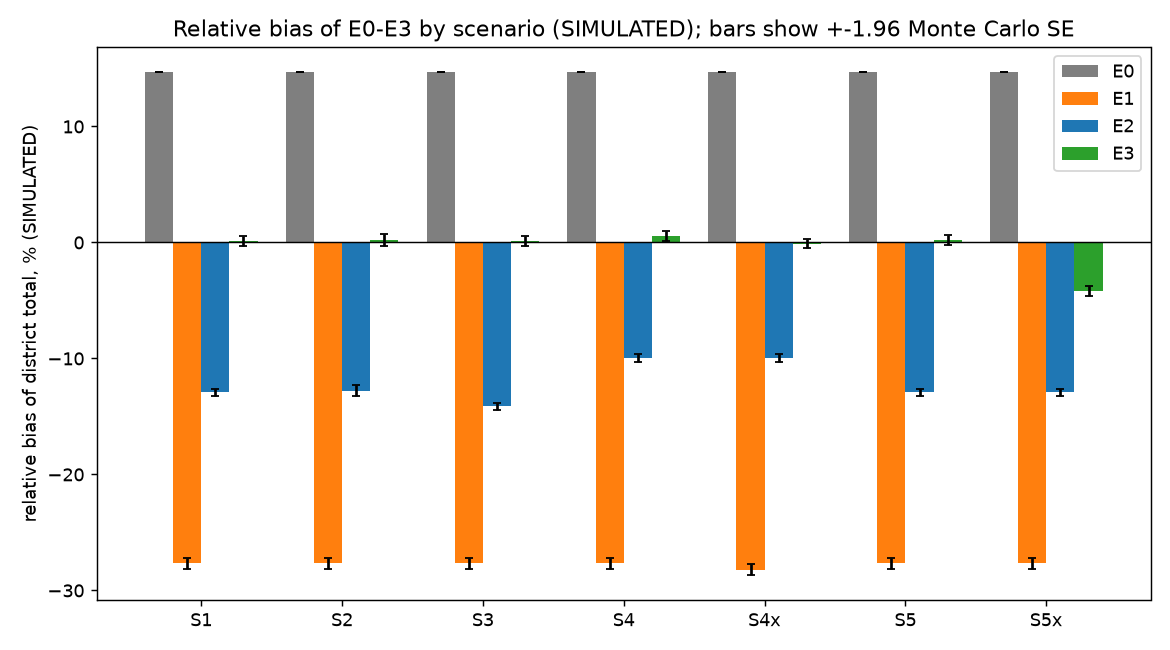 Relative bias of E0-E3 by scenario (SIMULATED); bars show +-1.96 Monte Carlo SE
relative bias of district total, % (SIMULATED)
10
0
−10
−20
−30
S1 S2 S3 S4 S4x S5 S5x
E0
E1
E2
E3